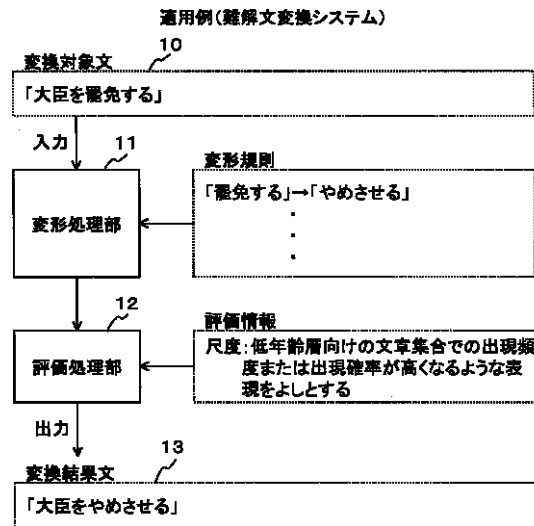 適用例(難解文変換システム)
10
変換対象文
「大臣を罷免する」
入力
11
変形規則
「罷免する」→「やめさせる」
・
・
・
変形処理部
12
評価情報
尺度:低年齢層向けの文章集合での出現頻
度または出現確率が高くなるような表
現をよしとする
評価処理部
出力
13
変換結果文
「大臣をやめさせる」